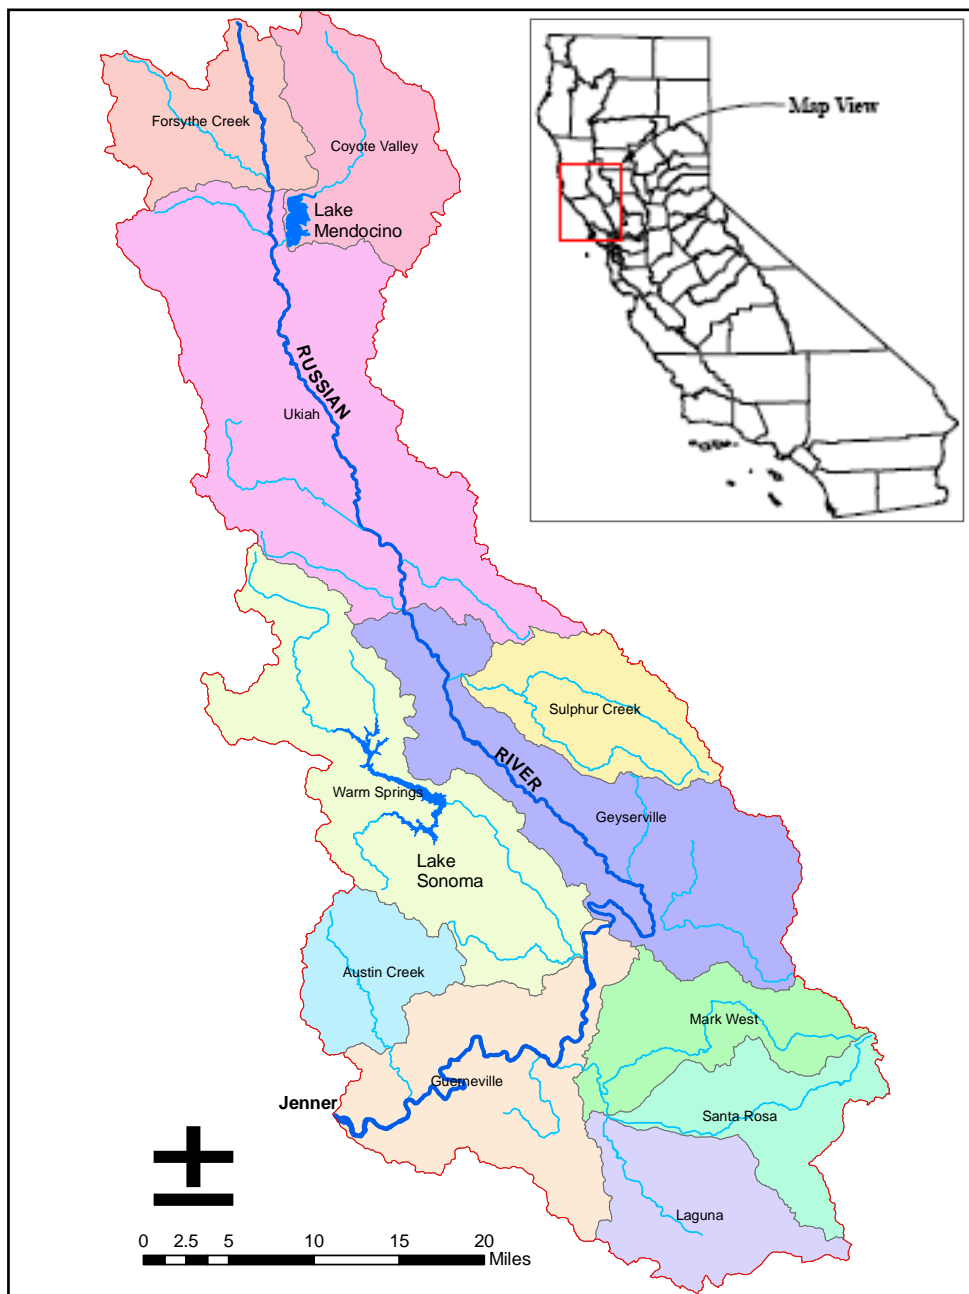 Map View
Forsythe Creek
Coyote Valley
Lake
Mendocino
RUSSIAN
Ukiah
Sulphur Creek
RIVER
Warm Springs
Geyserville
Lake
Sonoma
Austin Creek
Mark West
Guerneville
Jenner
Santa Rosa
Laguna
0 2.5 5 10 15 20
Miles